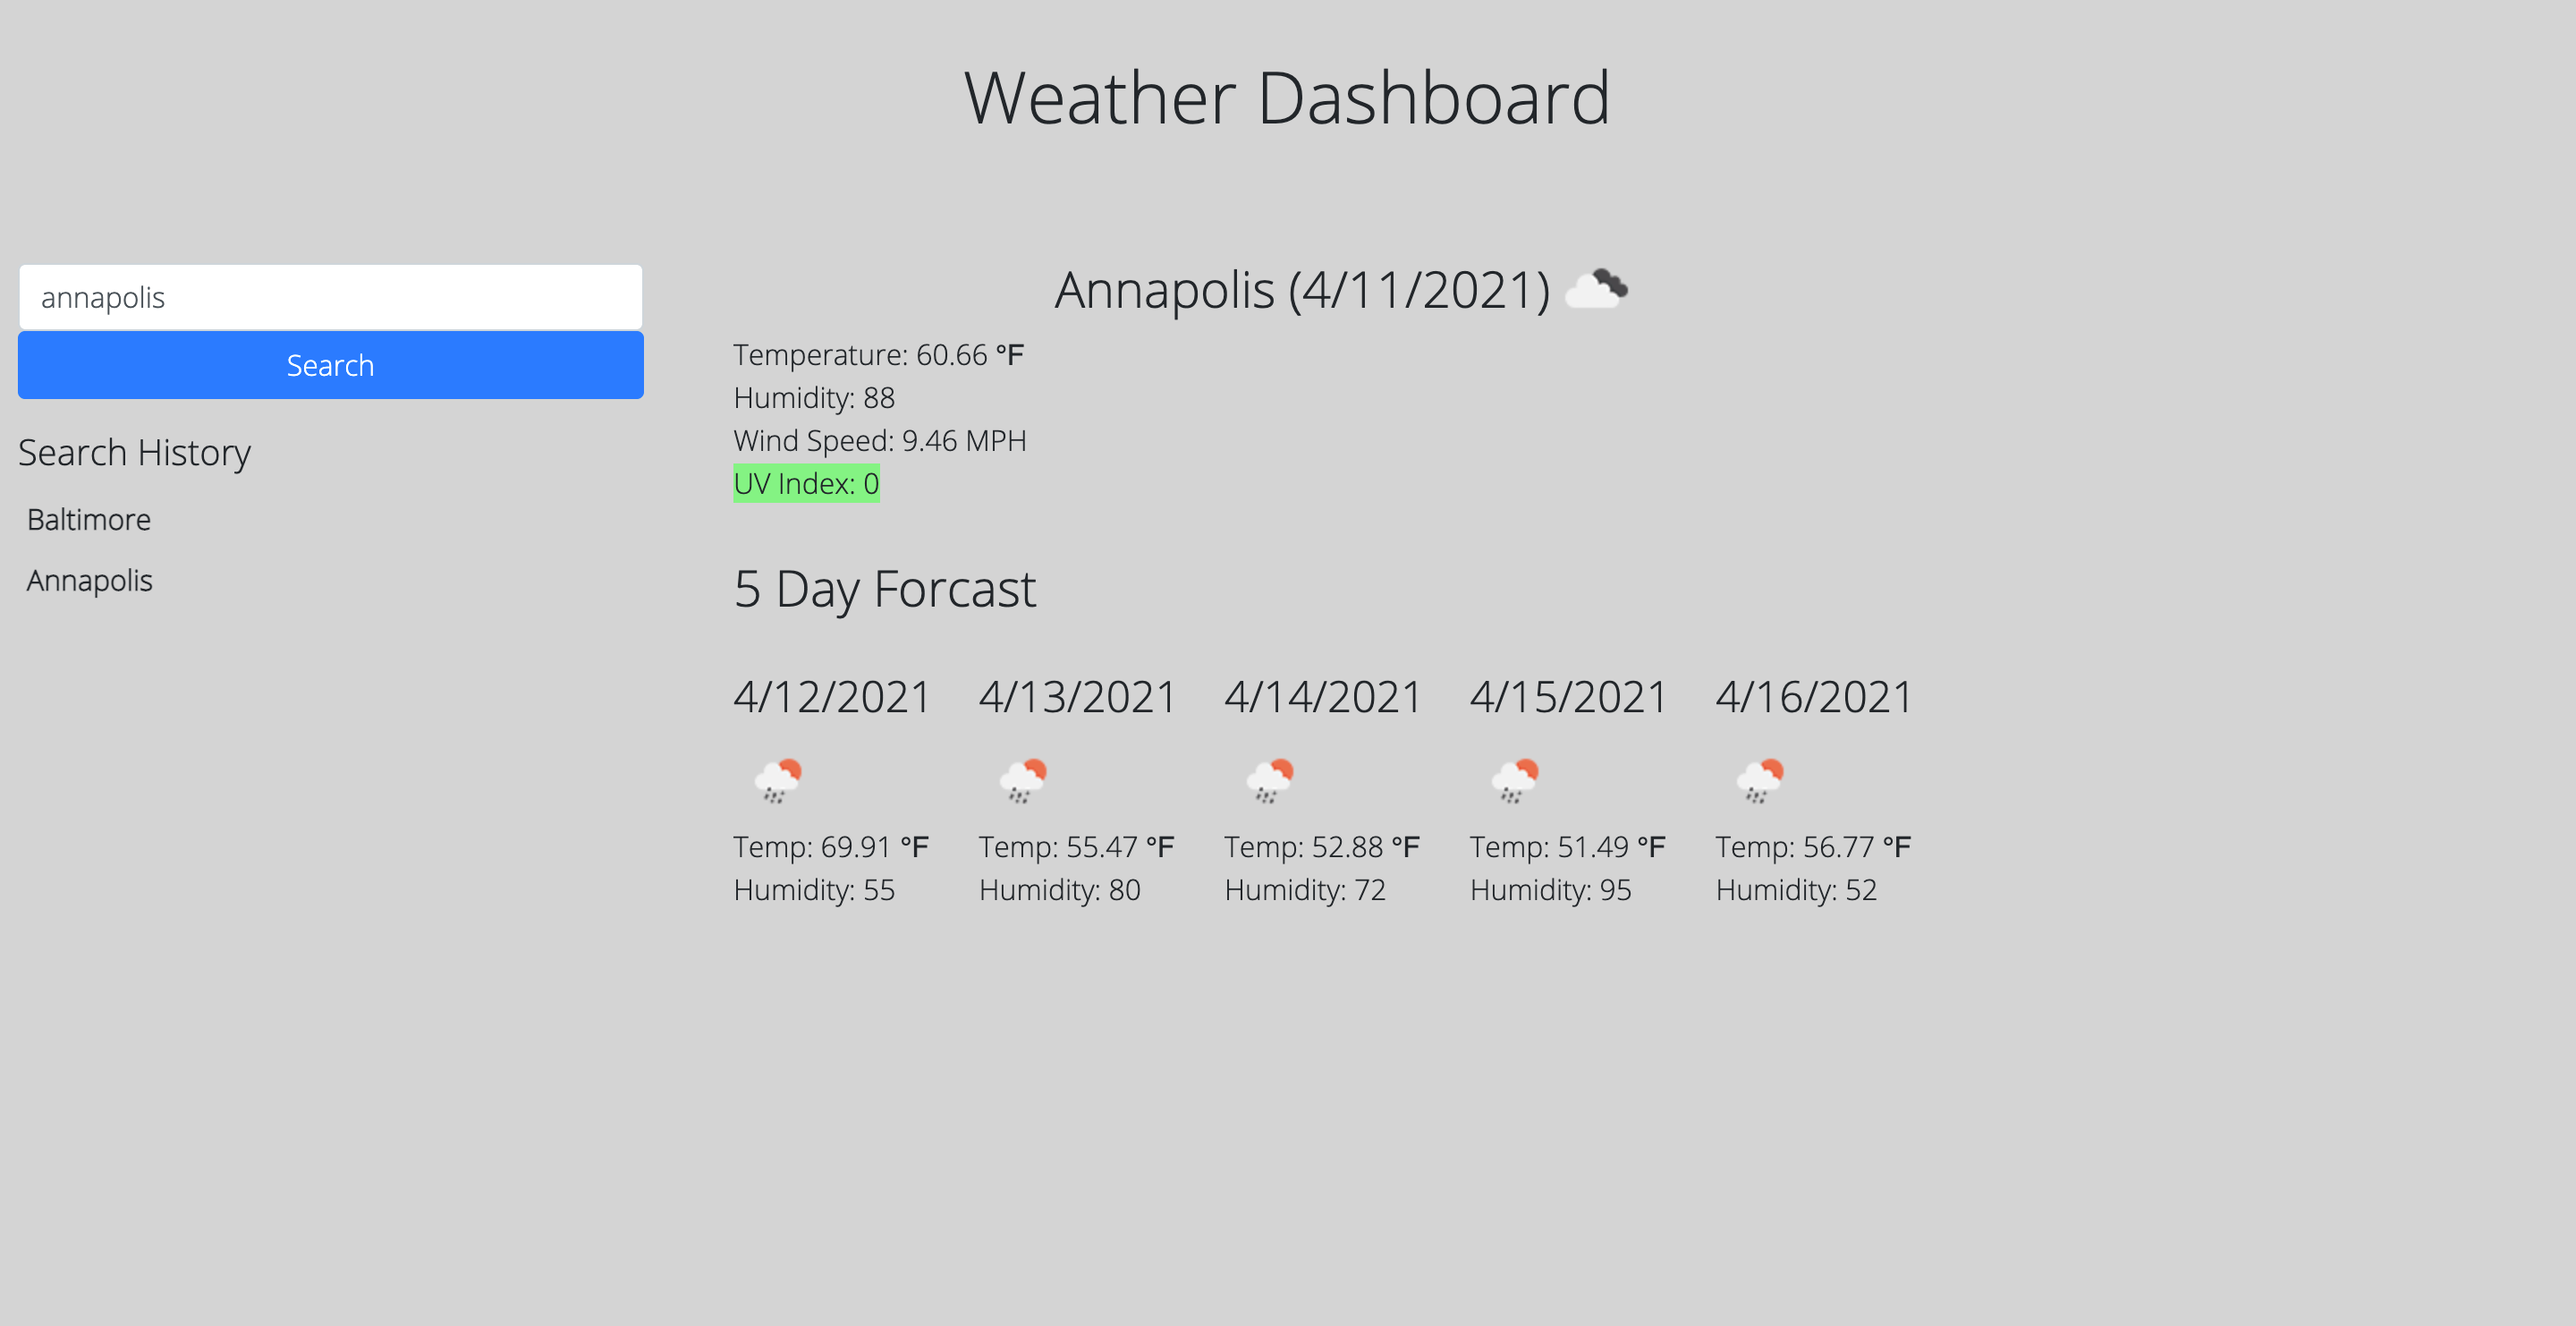 Weather Dashboard
annapolis
Search
Search History
Baltimore
Annapolis
Annapolis (4/11/2021)
Temperature: 60.66 °F
Humidity: 88
Wind Speed: 9.46 MPH
UV Index: 0
5 Day Forcast
4/12/2021 4/13/2021 4/14/2021 4/15/2021 4/16/2021
Temp: 69.91 °F Temp: 55.47 °F Temp: 52.88 °F Temp: 51.49 °F Temp: 56.77 °F
Humidity: 55 Humidity: 80 Humidity: 72 Humidity: 95 Humidity: 52